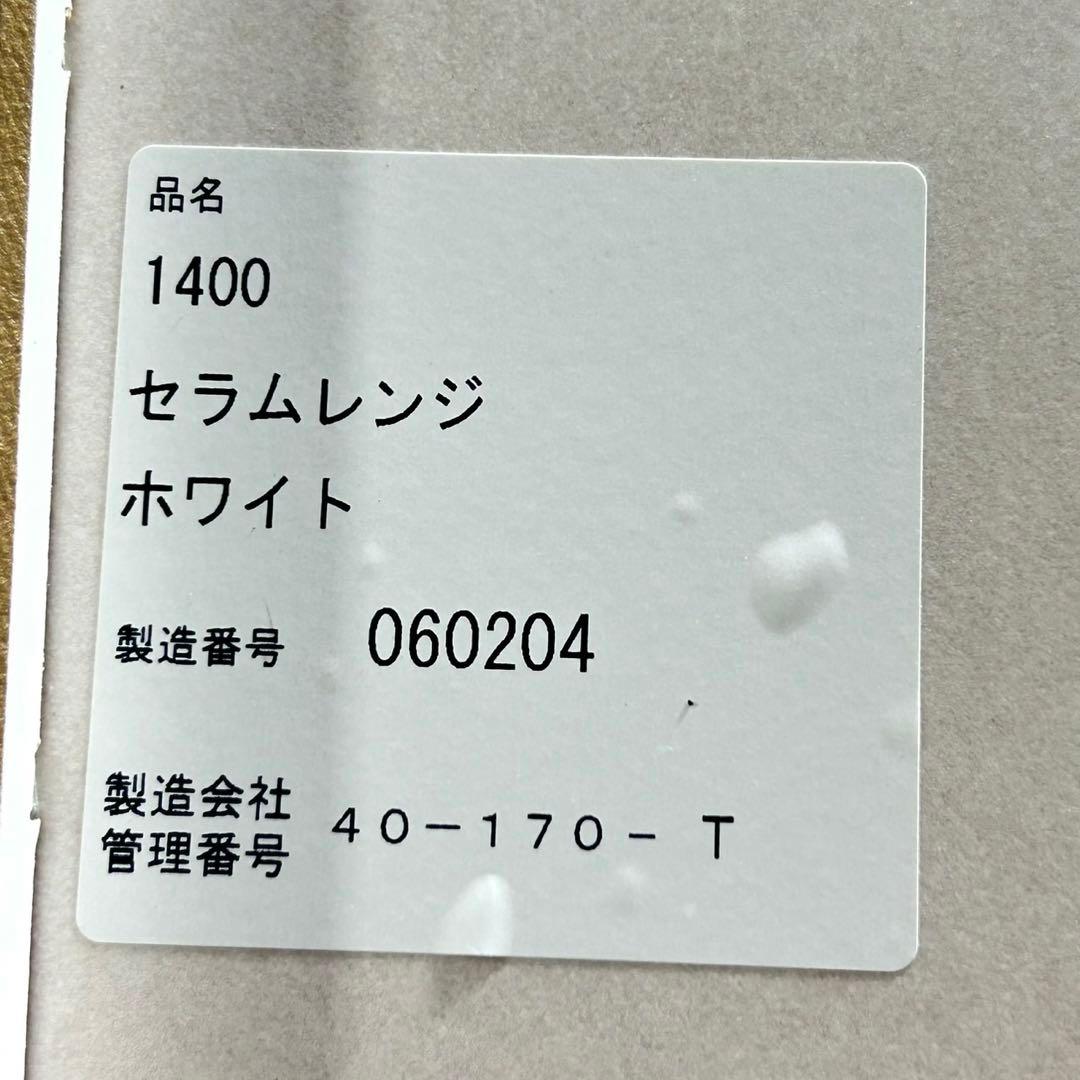 品名
1400
セラムレンジ
ホワイト
製造番号 060204
製造会社
管理番号 40-170-T